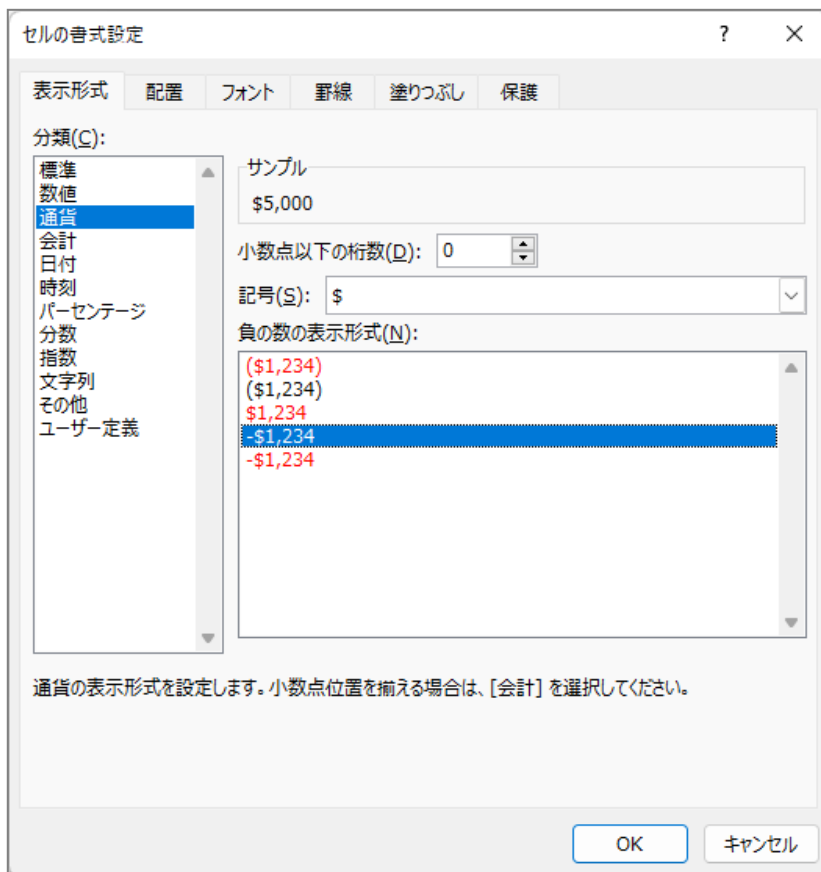 セルの書式設定
表示形式 配置 フォント 罫線 塗りつぶし 保護
分類(C):
標準
数値
通貨
会計
日付
時刻
パーセンテージ
分数
指数
文字列
その他
ユーザー定義
サンプル
$5,000
小数点以下の桁数(D): 0
記号(S): $
負の数の表示形式(N):
($1,234)
($1,234)
$1,234
-$1,234
-$1,234
通貨の表示形式を設定します。小数点位置を揃える場合は、[会計] を選択してください。
OK キャンセル